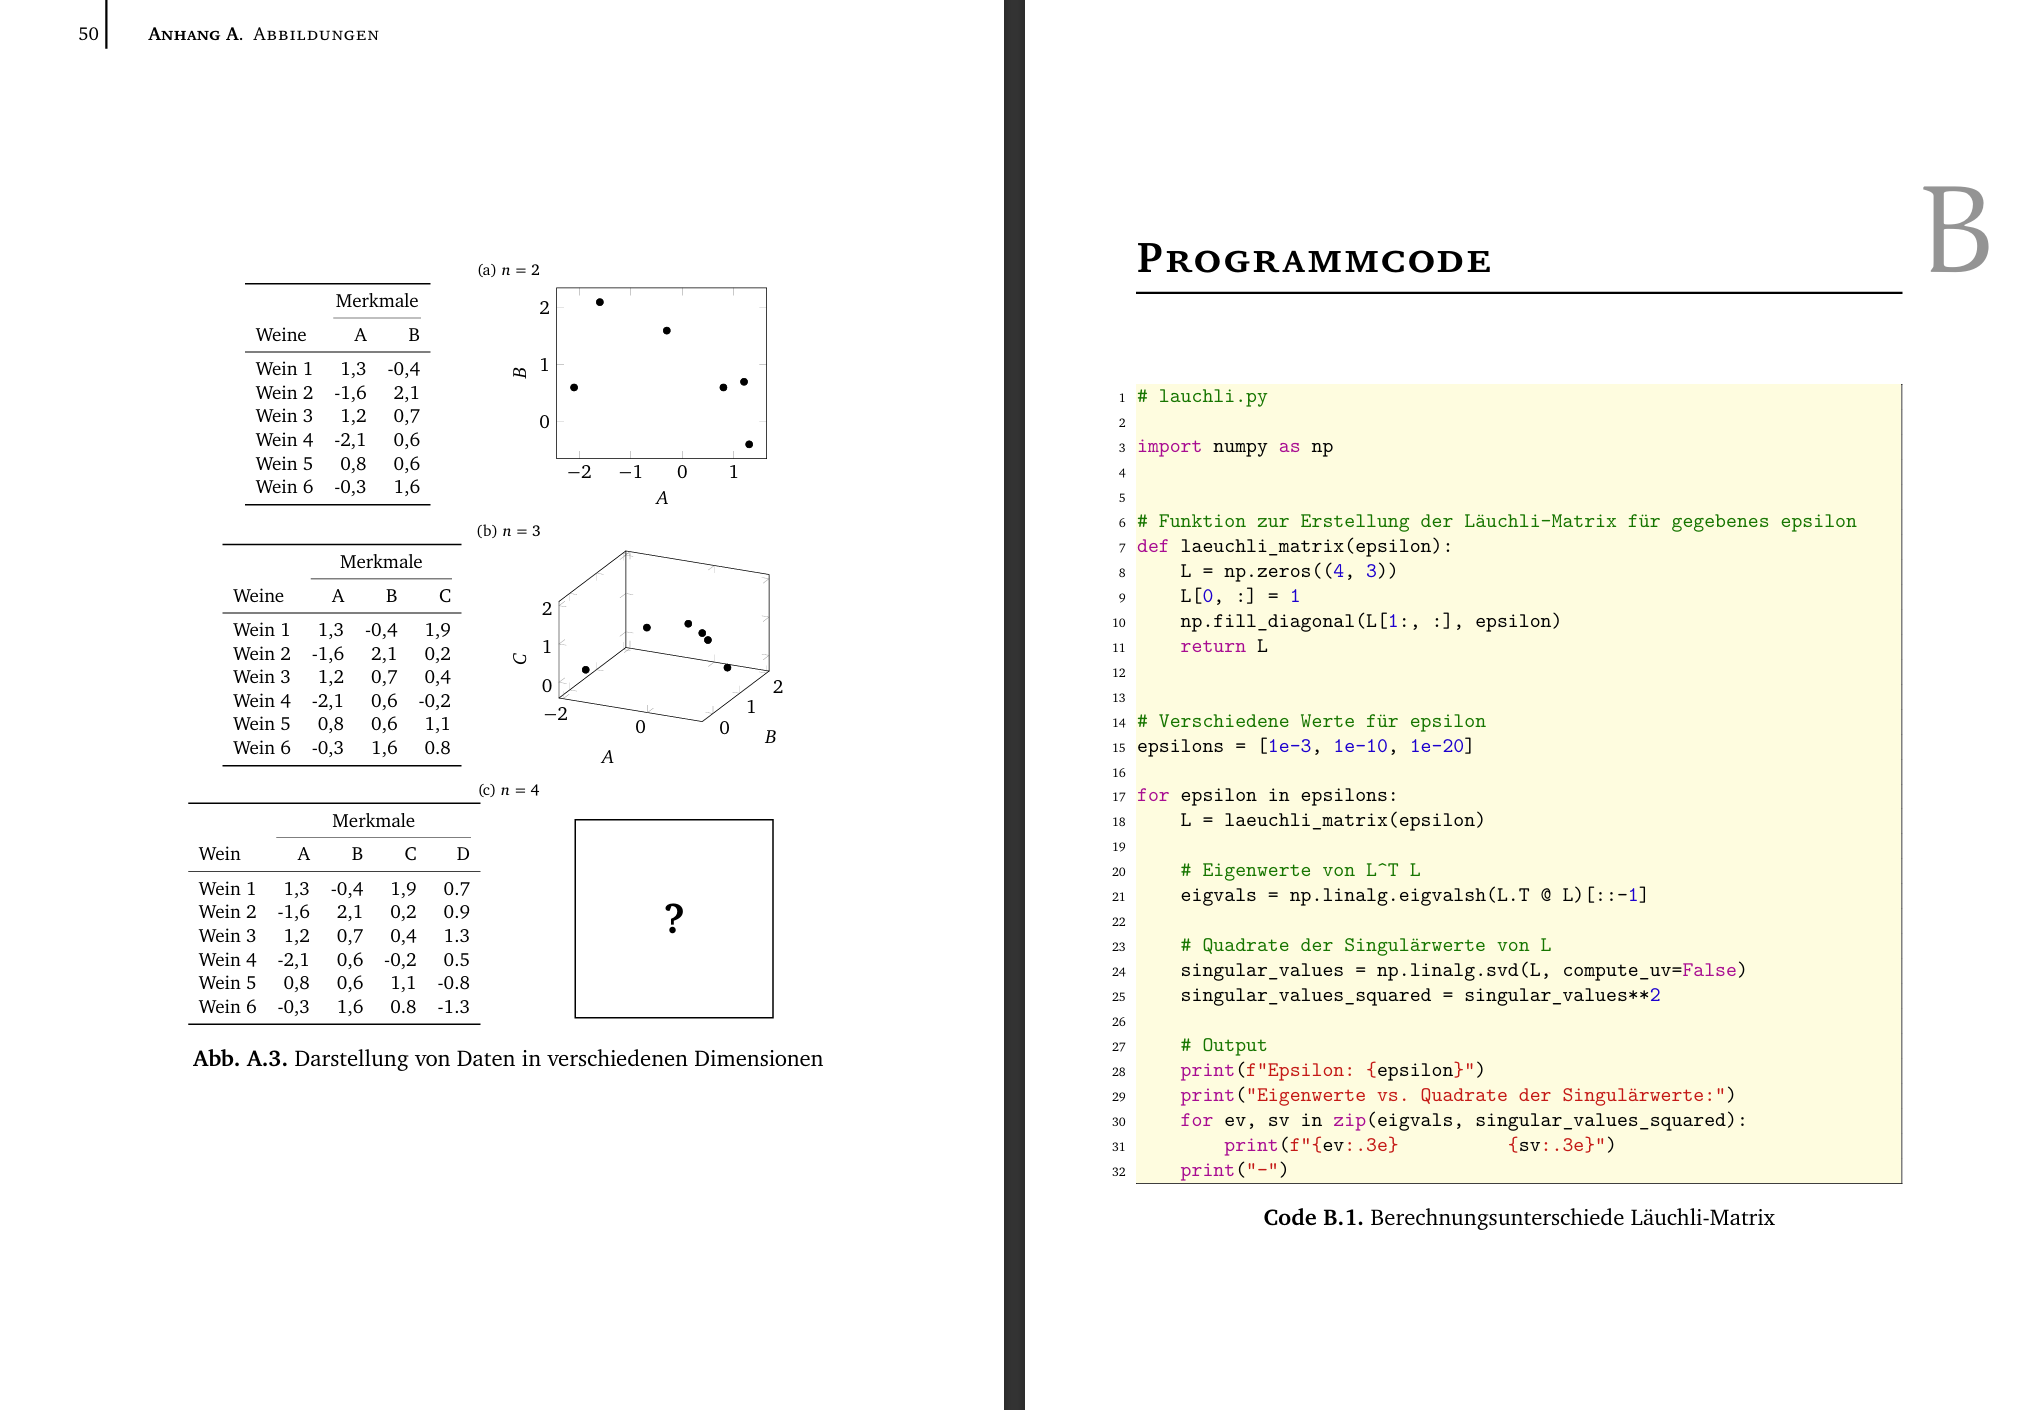 50 Anhang A. Abbildungen
(a) n = 2
Merkmale
Weine A B
Wein 1 1,3 -0,4
Wein 2 -1,6 2,1
Wein 3 1,2 0,7
Wein 4 -2,1 0,6
Wein 5 0,8 0,6
Wein 6 -0,3 1,6
2
1
0
B
−2 −1 0 1
A
(b) n = 3
Merkmale
Weine A B C
Wein 1 1,3 -0,4 1,9
Wein 2 -1,6 2,1 0,2
Wein 3 1,2 0,7 0,4
Wein 4 -2,1 0,6 -0,2
Wein 5 0,8 0,6 1,1
Wein 6 -0,3 1,6 0.8
2
1
0
C
−2 0
A
0 1 2
B
(c) n = 4
Merkmale
Wein A B C D
Wein 1 1,3 -0,4 1,9 0.7
Wein 2 -1,6 2,1 0,2 0.9
Wein 3 1,2 0,7 0,4 1.3
Wein 4 -2,1 0,6 -0,2 0.5
Wein 5 0,8 0,6 1,1 -0.8
Wein 6 -0,3 1,6 0.8 -1.3
?
Abb. A.3. Darstellung von Daten in verschiedenen Dimensionen
B
Programmcode
1 # lauchli.py
2
3 import numpy as np
4
5
6 # Funktion zur Erstellung der Läuchli-Matrix für gegebenes epsilon
7 def laeuchli_matrix(epsilon):
8     L = np.zeros((4, 3))
9     L[0, :] = 1
10     np.fill_diagonal(L[1:, :], epsilon)
11     return L
12
13
14 # Verschiedene Werte für epsilon
15 epsilons = [1e-3, 1e-10, 1e-20]
16
17 for epsilon in epsilons:
18     L = laeuchli_matrix(epsilon)
19
20     # Eigenwerte von L^T L
21     eigvals = np.linalg.eigvalsh(L.T @ L)[::-1]
22
23     # Quadrate der Singulärwerte von L
24     singular_values = np.linalg.svd(L, compute_uv=False)
25     singular_values_squared = singular_values**2
26
27     # Output
28     print(f"Epsilon: {epsilon}")
29     print("Eigenwerte vs. Quadrate der Singulärwerte:")
30     for ev, sv in zip(eigvals, singular_values_squared):
31         print(f"{ev:.3e}          {sv:.3e}")
32     print("-")
Code B.1. Berechnungsunterschiede Läuchli-Matrix